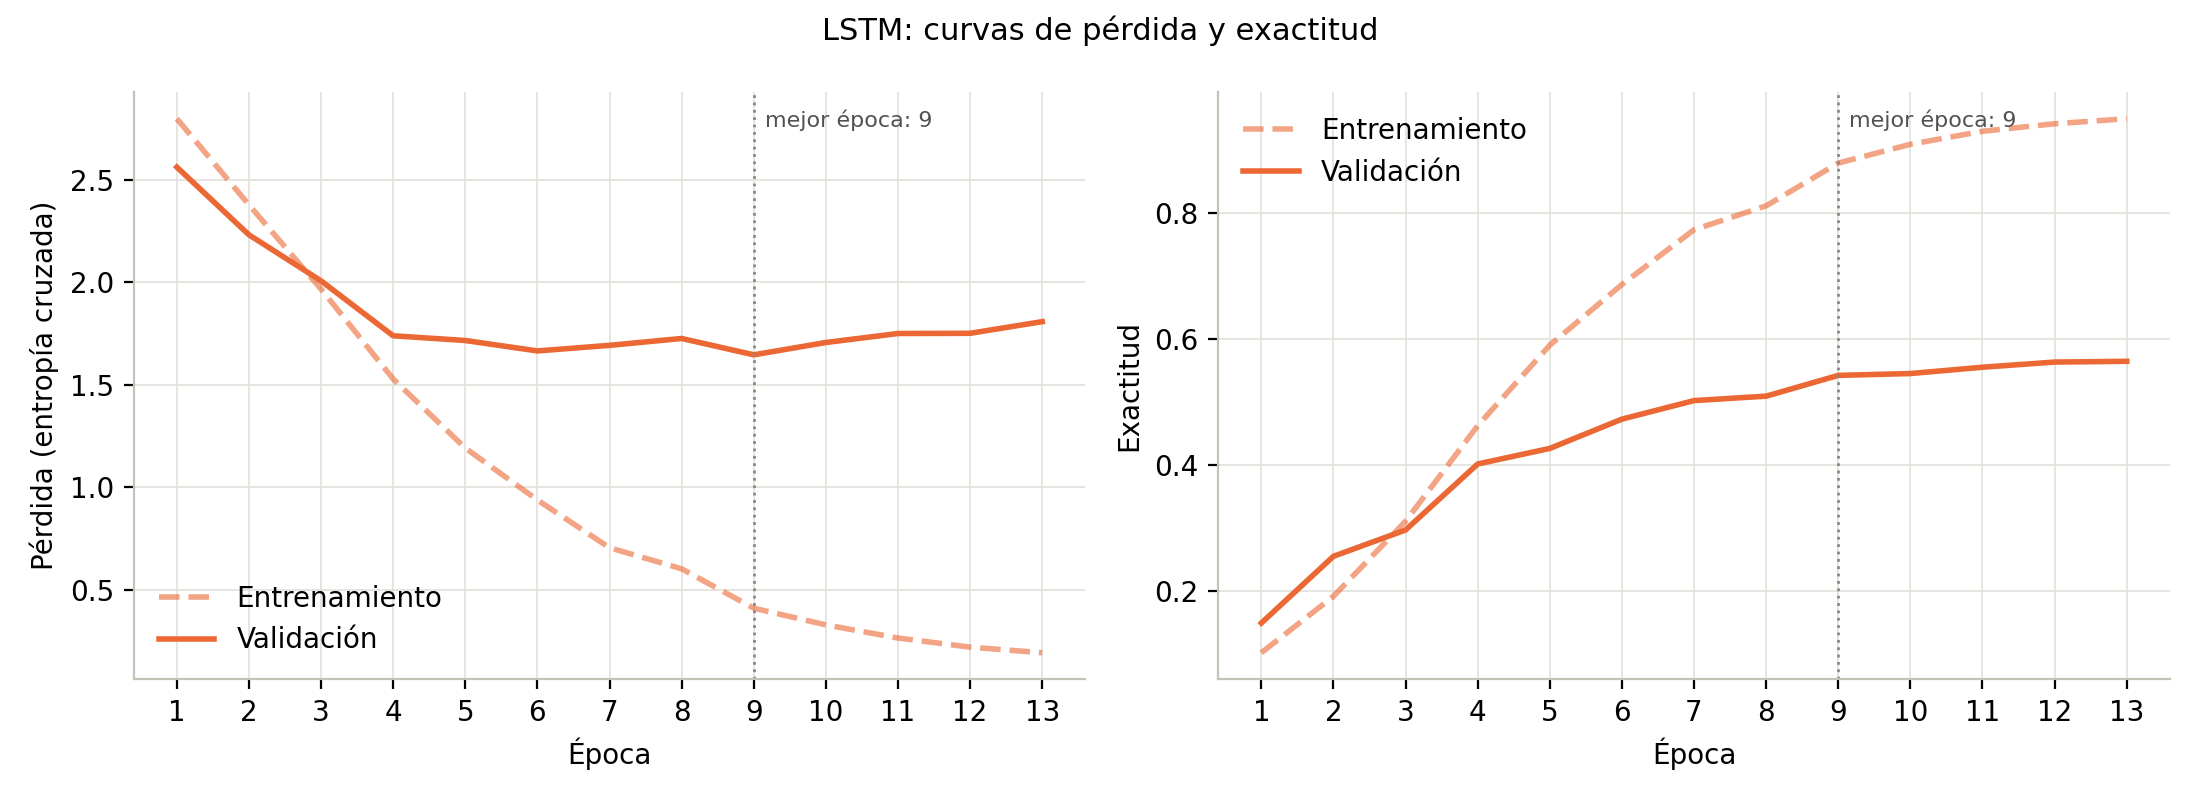 LSTM: curvas de pérdida y exactitud
Pérdida (entropía cruzada)
2.5
2.0
1.5
1.0
0.5
mejor época: 9
Entrenamiento
Validación
1 2 3 4 5 6 7 8 9 10 11 12 13
Época
Exactitud
0.8
0.6
0.4
0.2
Entrenamiento
Validación
mejor época: 9
1 2 3 4 5 6 7 8 9 10 11 12 13
Época